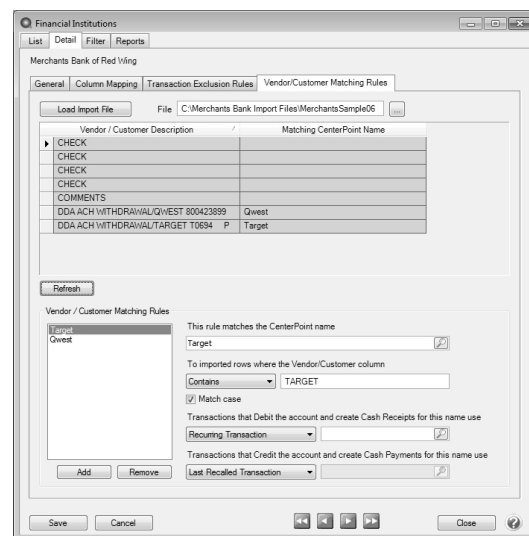 Financial Institutions
List Detail Filter Reports
Merchants Bank of Red Wing
General Column Mapping Transaction Exclusion Rules Vendor/Customer Matching Rules
Load Import File File C:\Merchants Bank Import Files\MerchantsSample06 ...
Vendor / Customer Description Matching CenterPoint Name
CHECK
CHECK
CHECK
CHECK
COMMENTS
DDA ACH WITHDRAWAL/QWEST 800423899 Qwest
DDA ACH WITHDRAWAL/TARGET T0694 P Target
Refresh
Vendor / Customer Matching Rules
Target
Qwest
This rule matches the CenterPoint name
Target
To imported rows where the Vendor/Customer column
Contains TARGET
Match case
Transactions that Debit the account and create Cash Receipts for this name use
Recurring Transaction
Transactions that Credit the account and create Cash Payments for this name use
Add Remove Last Recalled Transaction
Save Cancel Close ?